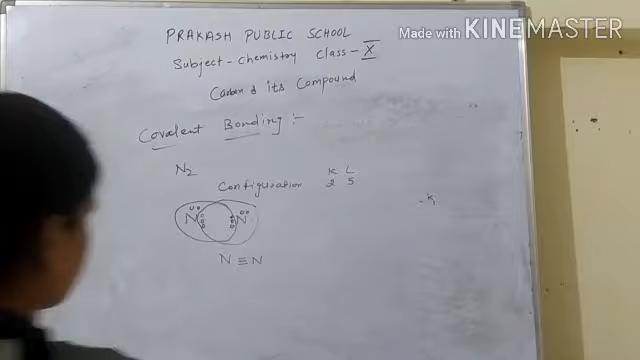 Made with KINEMASTER
PRAKASH PUBLIC SCHOOL
Subject - Chemistry Class - X
Carbon & its Compound
Covalent Bonding :-
N2
K L
Configuration 2 5
N N
N ≡ N